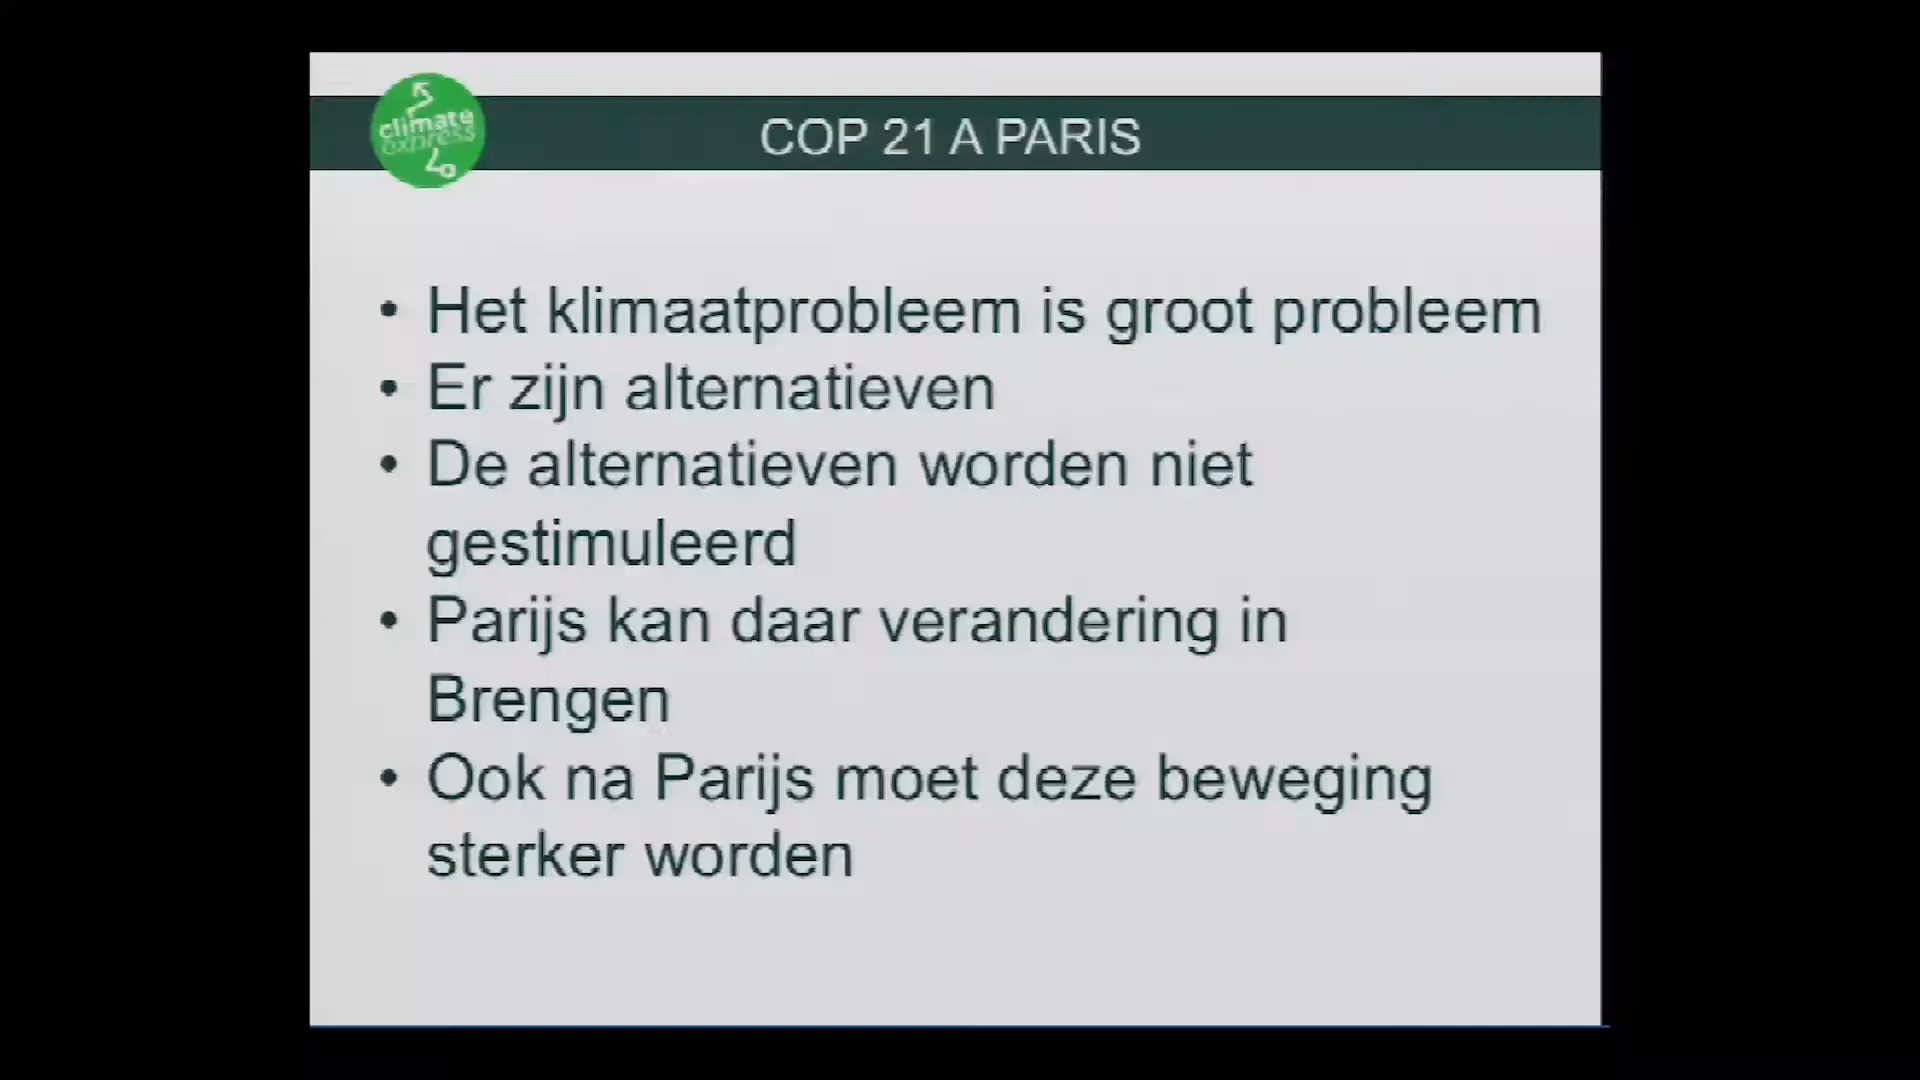 climate
express
COP 21 A PARIS
• Het klimaatprobleem is groot probleem
• Er zijn alternatieven
• De alternatieven worden niet
gestimuleerd
• Parijs kan daar verandering in
Brengen
• Ook na Parijs moet deze beweging
sterker worden